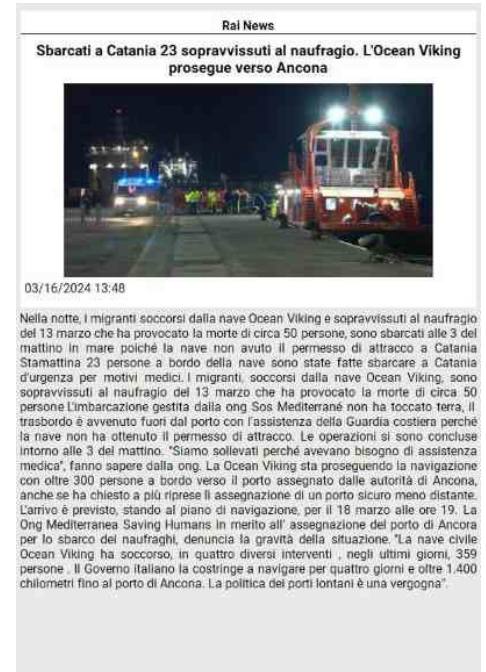 Rai News
Sbarcati a Catania 23 sopravvissuti al naufragio. L'Ocean Viking
prosegue verso Ancona
03/16/2024 13:48
Nella notte, i migranti soccorsi dalla nave Ocean Viking e sopravvissuti al naufragio
del 13 marzo che ha provocato la morte di circa 50 persone, sono sbarcati alle 3 del
mattino in mare poiché la nave non avuto il permesso di attracco a Catania
Stamattina 23 persone a bordo della nave sono state fatte sbarcare a Catania
d'urgenza per motivi medici. I migranti, soccorsi dalla nave Ocean Viking, sono
sopravvissuti al naufragio del 13 marzo che ha provocato la morte di circa 50
persone L'imbarcazione gestita dalla ong Sos Mediterrané non ha toccato terra, il
trasbordo è avvenuto fuori dal porto con l'assistenza della Guardia costiera perché
la nave non ha ottenuto il permesso di attracco. Le operazioni si sono concluse
intorno alle 3 del mattino. "Siamo sollevati perché avevano bisogno di assistenza
medica", fanno sapere dalla ong. La Ocean Viking sta proseguendo la navigazione
con oltre 300 persone a bordo verso il porto assegnato dalle autorità di Ancona,
anche se ha chiesto a più riprese lì assegnazione di un porto sicuro meno distante.
L'arrivo è previsto, stando al piano di navigazione, per il 18 marzo alle ore 19. La
Ong Mediterranea Saving Humans in merito all' assegnazione del porto di Ancora
per lo sbarco dei naufraghi, denuncia la gravità della situazione. "La nave civile
Ocean Viking ha soccorso, in quattro diversi interventi , negli ultimi giorni, 359
persone . Il Governo italiano la costringe a navigare per quattro giorni e oltre 1.400
chilometri fino al porto di Ancona. La politica dei porti lontani è una vergogna".